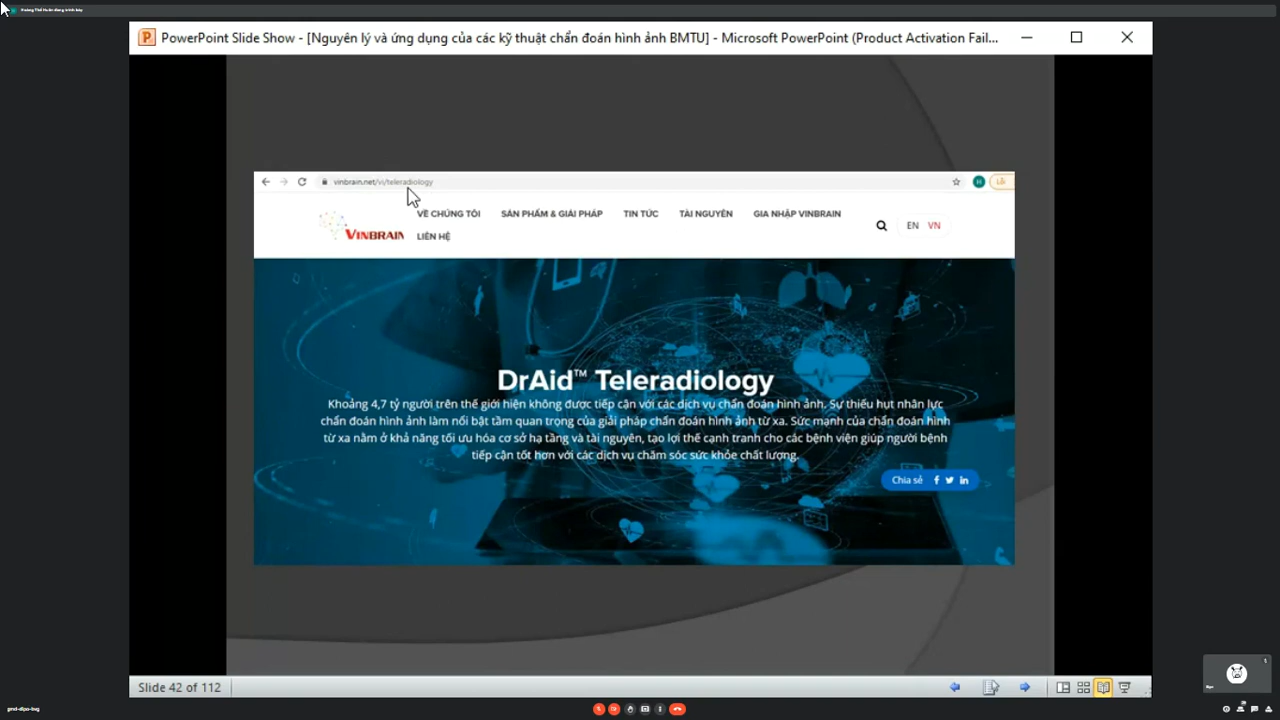 Hoàng Thế Huân đang trình bày
PowerPoint Slide Show - [Nguyên lý và ứng dụng của các kỹ thuật chẩn đoán hình ảnh BMTU] - Microsoft PowerPoint (Product Activation Fail...
vinbrain.net/vi/teleradiology
H
VINBRAIN
VỀ CHÚNG TÔI SẢN PHẨM & GIẢI PHÁP TIN TỨC TÀI NGUYÊN GIA NHẬP VINBRAIN
LIÊN HỆ
EN VN
DrAid™ Teleradiology
Khoảng 4,7 tỷ người trên thế giới hiện không được tiếp cận với các dịch vụ chẩn đoán hình ảnh. Sự thiếu hụt nhân lực
chẩn đoán hình ảnh làm nổi bật tầm quan trọng của giải pháp chẩn đoán hình ảnh từ xa. Sức mạnh của chẩn đoán hình
từ xa nằm ở khả năng tối ưu hóa cơ sở hạ tầng và tài nguyên, tạo lợi thế cạnh tranh cho các bệnh viện giúp người bệnh
tiếp cận tốt hơn với các dịch vụ chăm sóc sức khỏe chất lượng.
Chia sẻ
Slide 42 of 112